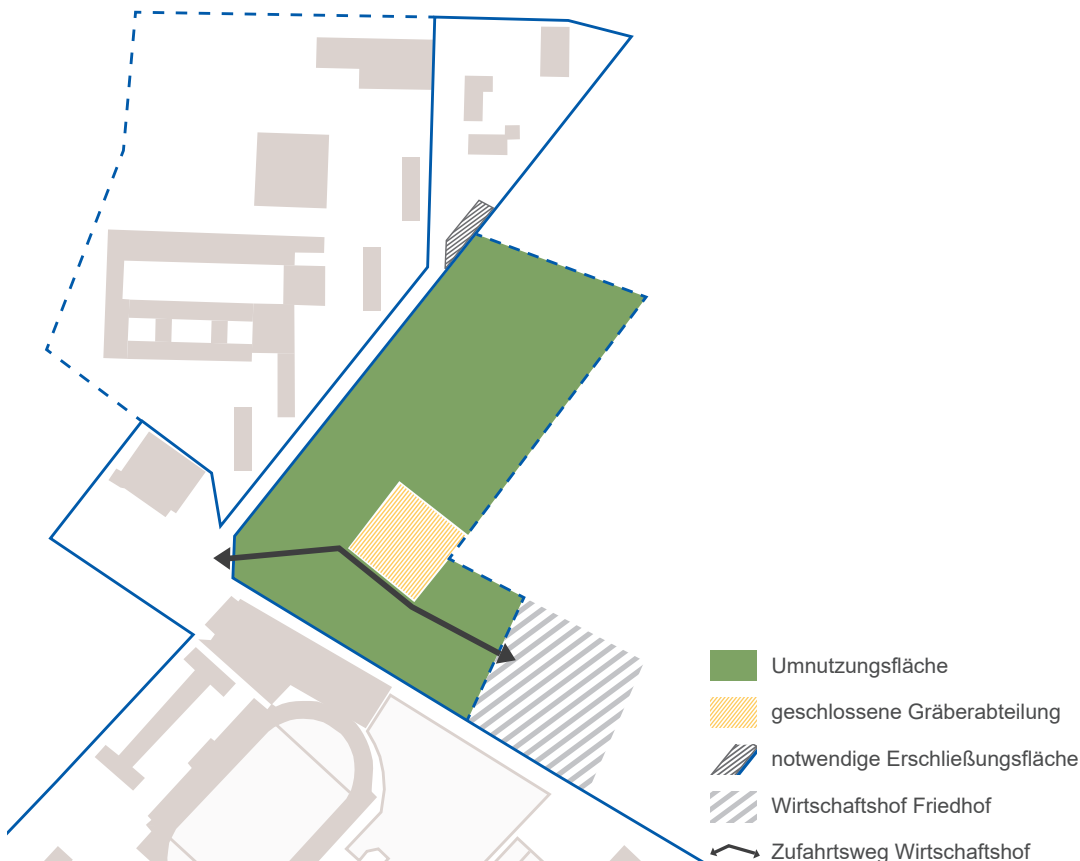 Umnutzungsfläche
geschlossene Gräberabteilung
notwendige Erschließungsfläche
Wirtschaftshof Friedhof
Zufahrtsweg Wirtschaftshof